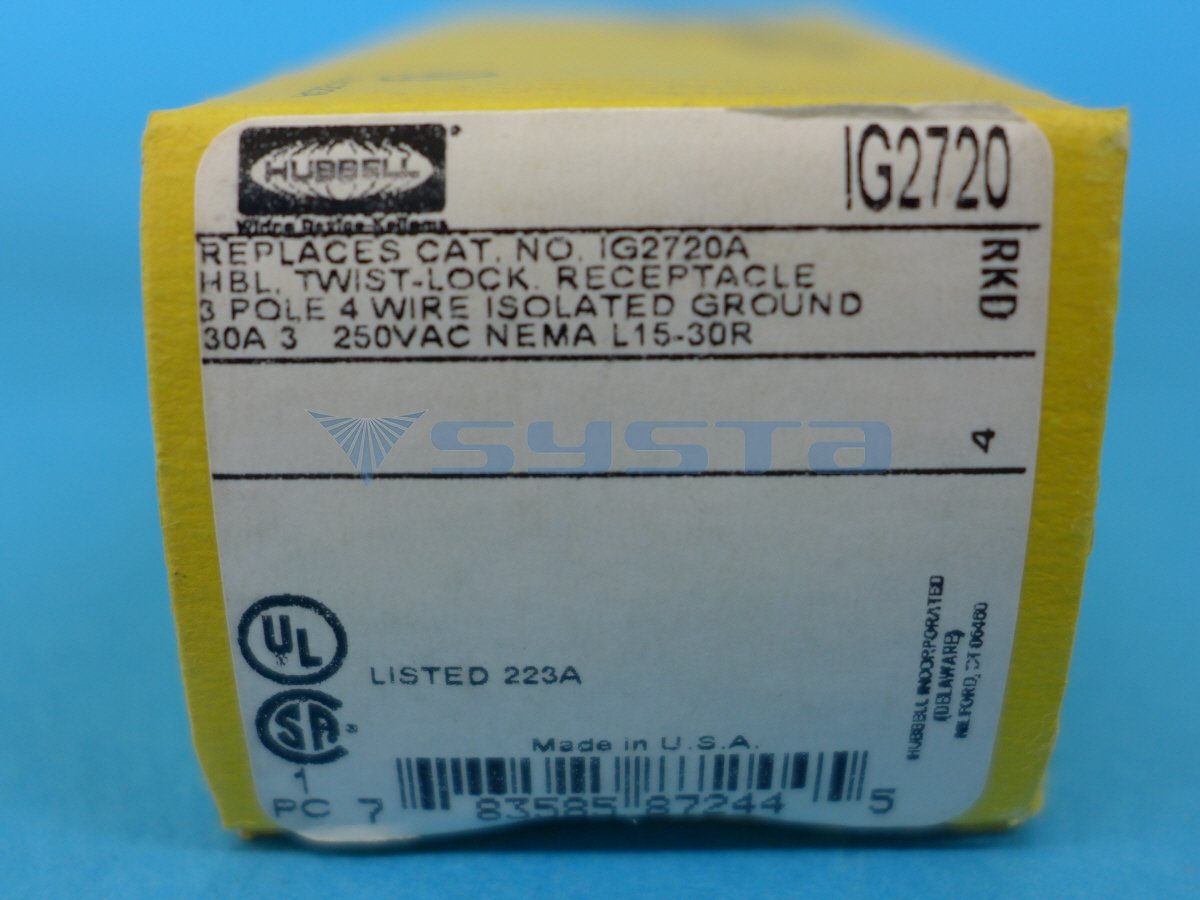 HUBBELL
IG2720
REPLACES CAT. NO. IG2720A
HBL. TWIST-LOCK. RECEPTACLE
3 POLE 4 WIRE ISOLATED GROUND
30A 3 250VAC NEMA L15-30R
RKD
4
SYSTA
UL
LISTED 223A
SA
Made in U.S.A.
HUBBELL INCORPORATED
(DELAWARE)
MILFORD, CT 06460
1
PC 7 83585 87244 5